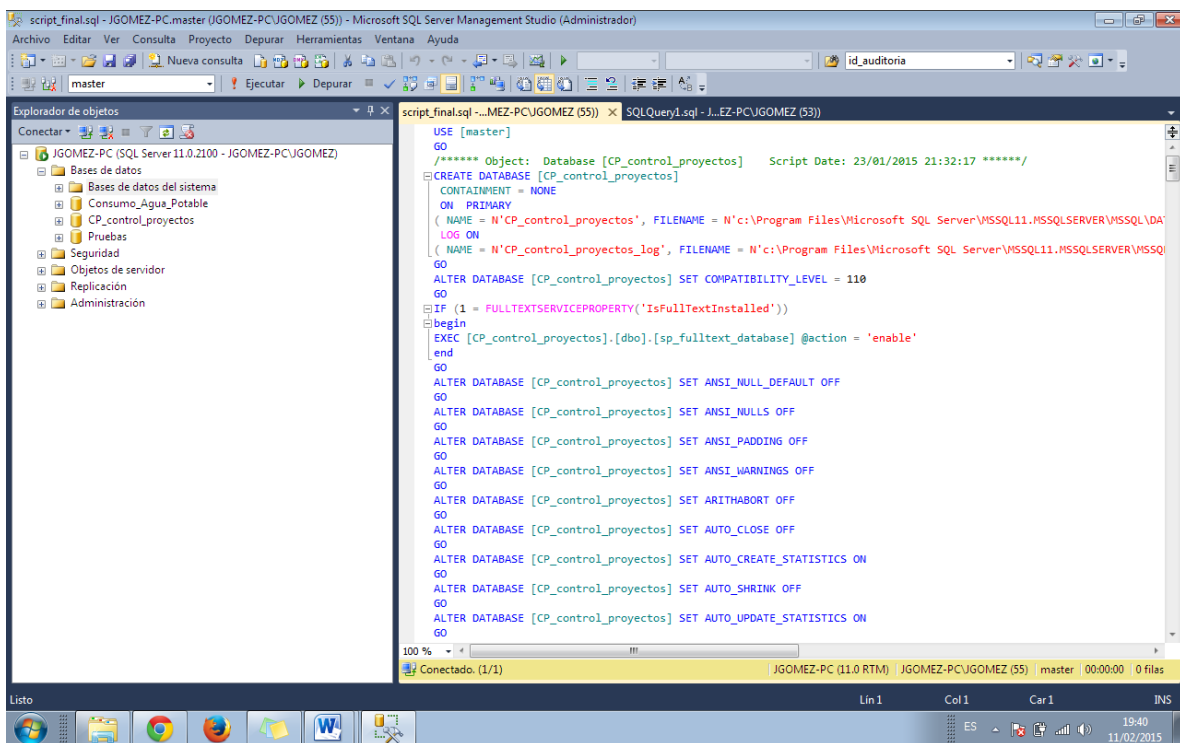 script_final.sql - JGOMEZ-PC.master (JGOMEZ-PC\JGOMEZ (55)) - Microsoft SQL Server Management Studio (Administrador)
Archivo Editar Ver Consulta Proyecto Depurar Herramientas Ventana Ayuda
Nueva consulta
id_auditoria
master
Ejecutar
Depurar
Explorador de objetos
Conectar
JGOMEZ-PC (SQL Server 11.0.2100 - JGOMEZ-PC\JGOMEZ)
Bases de datos
Bases de datos del sistema
Consumo_Agua_Potable
CP_control_proyectos
Pruebas
Seguridad
Objetos de servidor
Replicación
Administración
script_final.sql -...MEZ-PC\JGOMEZ (55))
SQLQuery1.sql - J...EZ-PC\JGOMEZ (53))
USE [master]
GO
/****** Object: Database [CP_control_proyectos] Script Date: 23/01/2015 21:32:17 ******/
CREATE DATABASE [CP_control_proyectos]
CONTAINMENT = NONE
ON PRIMARY
( NAME = N'CP_control_proyectos', FILENAME = N'c:\Program Files\Microsoft SQL Server\MSSQL11.MSSQLSERVER\MSSQL\DA
LOG ON
( NAME = N'CP_control_proyectos_log', FILENAME = N'c:\Program Files\Microsoft SQL Server\MSSQL11.MSSQLSERVER\MSSQ
GO
ALTER DATABASE [CP_control_proyectos] SET COMPATIBILITY_LEVEL = 110
GO
IF (1 = FULLTEXTSERVICEPROPERTY('IsFullTextInstalled'))
begin
EXEC [CP_control_proyectos].[dbo].[sp_fulltext_database] @action = 'enable'
end
GO
ALTER DATABASE [CP_control_proyectos] SET ANSI_NULL_DEFAULT OFF
GO
ALTER DATABASE [CP_control_proyectos] SET ANSI_NULLS OFF
GO
ALTER DATABASE [CP_control_proyectos] SET ANSI_PADDING OFF
GO
ALTER DATABASE [CP_control_proyectos] SET ANSI_WARNINGS OFF
GO
ALTER DATABASE [CP_control_proyectos] SET ARITHABORT OFF
GO
ALTER DATABASE [CP_control_proyectos] SET AUTO_CLOSE OFF
GO
ALTER DATABASE [CP_control_proyectos] SET AUTO_CREATE_STATISTICS ON
GO
ALTER DATABASE [CP_control_proyectos] SET AUTO_SHRINK OFF
GO
ALTER DATABASE [CP_control_proyectos] SET AUTO_UPDATE_STATISTICS ON
GO
100 %
Conectado. (1/1)
JGOMEZ-PC (11.0 RTM)
JGOMEZ-PC\JGOMEZ (55)
master
00:00:00
0 filas
Listo
Lín 1
Col 1
Car 1
INS
ES
19:40
11/02/2015